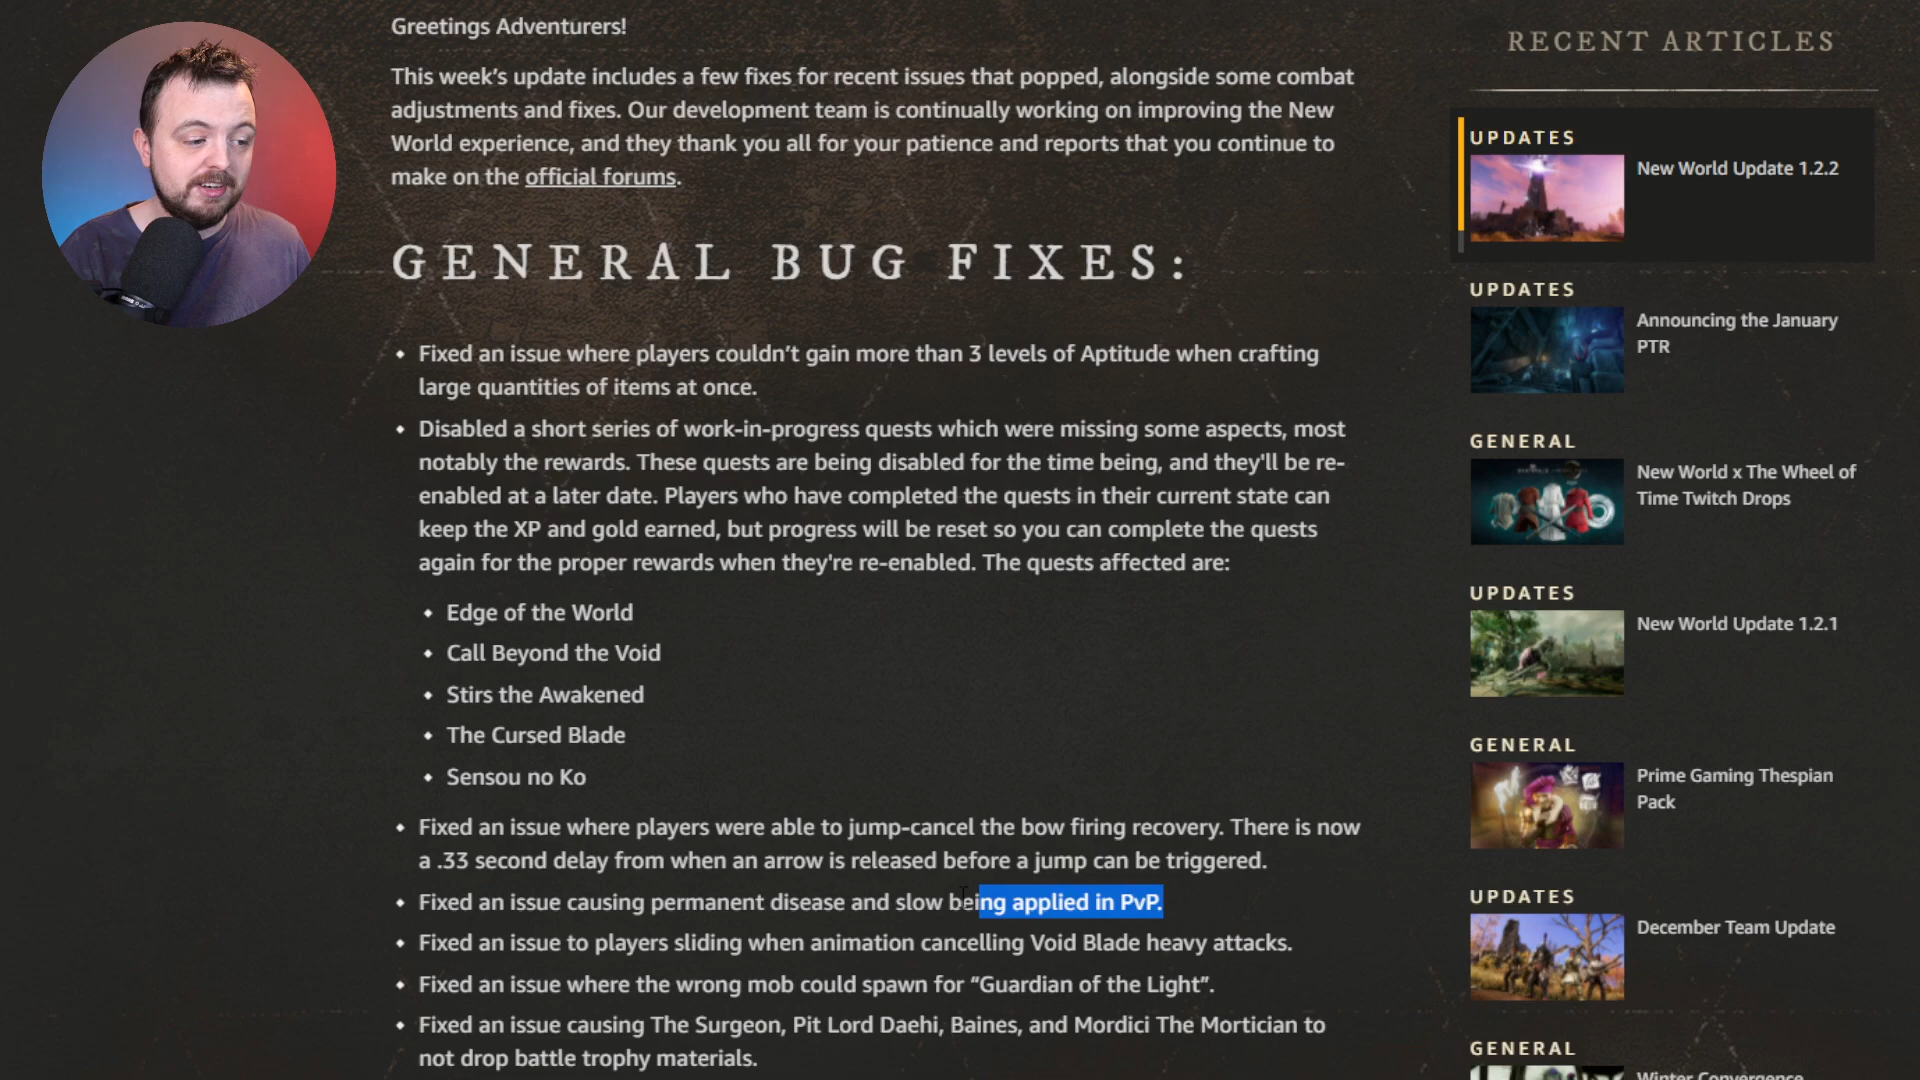 Greetings Adventurers!
This week’s update includes a few fixes for recent issues that popped, alongside some combat
adjustments and fixes. Our development team is continually working on improving the New
World experience, and they thank you all for your patience and reports that you continue to
make on the official forums.
GENERAL BUG FIXES:
• Fixed an issue where players couldn’t gain more than 3 levels of Aptitude when crafting
large quantities of items at once.
• Disabled a short series of work-in-progress quests which were missing some aspects, most
notably the rewards. These quests are being disabled for the time being, and they'll be re-
enabled at a later date. Players who have completed the quests in their current state can
keep the XP and gold earned, but progress will be reset so you can complete the quests
again for the proper rewards when they're re-enabled. The quests affected are:
• Edge of the World
• Call Beyond the Void
• Stirs the Awakened
• The Cursed Blade
• Sensou no Ko
• Fixed an issue where players were able to jump-cancel the bow firing recovery. There is now
a .33 second delay from when an arrow is released before a jump can be triggered.
• Fixed an issue causing permanent disease and slow being applied in PvP.
• Fixed an issue to players sliding when animation cancelling Void Blade heavy attacks.
• Fixed an issue where the wrong mob could spawn for “Guardian of the Light”.
• Fixed an issue causing The Surgeon, Pit Lord Daehi, Baines, and Mordici The Mortician to
not drop battle trophy materials.
RECENT ARTICLES
UPDATES
New World Update 1.2.2
UPDATES
Announcing the January
PTR
GENERAL
New World x The Wheel of
Time Twitch Drops
UPDATES
New World Update 1.2.1
GENERAL
Prime Gaming Thespian
Pack
UPDATES
December Team Update
GENERAL
Winter Convergence